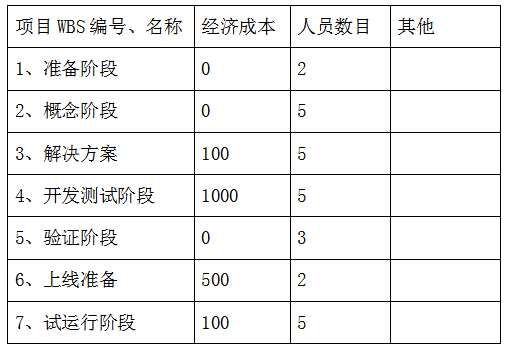 项目 WBS 编号、名称 经济成本 人员数目 其他
1、准备阶段 0 2
2、概念阶段 0 5
3、解决方案 100 5
4、开发测试阶段 1000 5
5、验证阶段 0 3
6、上线准备 500 2
7、试运行阶段 100 5